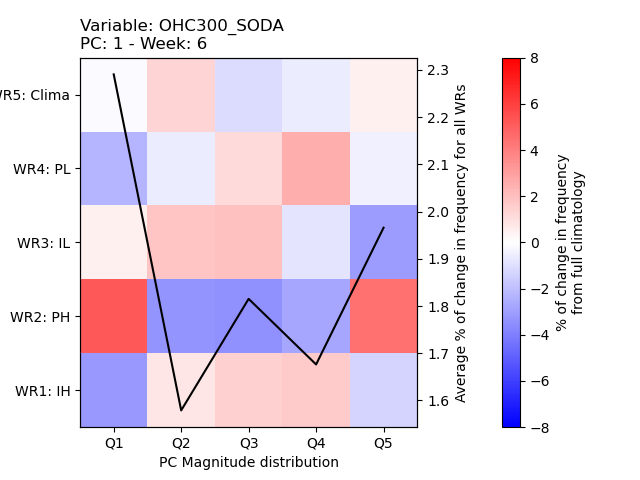 Variable: OHC300_SODA
PC: 1 - Week: 6
WR5: Clima
WR4: PL
WR3: IL
WR2: PH
WR1: IH
Q1 Q2 Q3 Q4 Q5
PC Magnitude distribution
2.3
2.2
2.1
2.0
1.9
1.8
1.7
1.6
Average % of change in frequency for all WRs
8
6
4
2
0
−2
−4
−6
−8
% of change in frequency
from full climatology